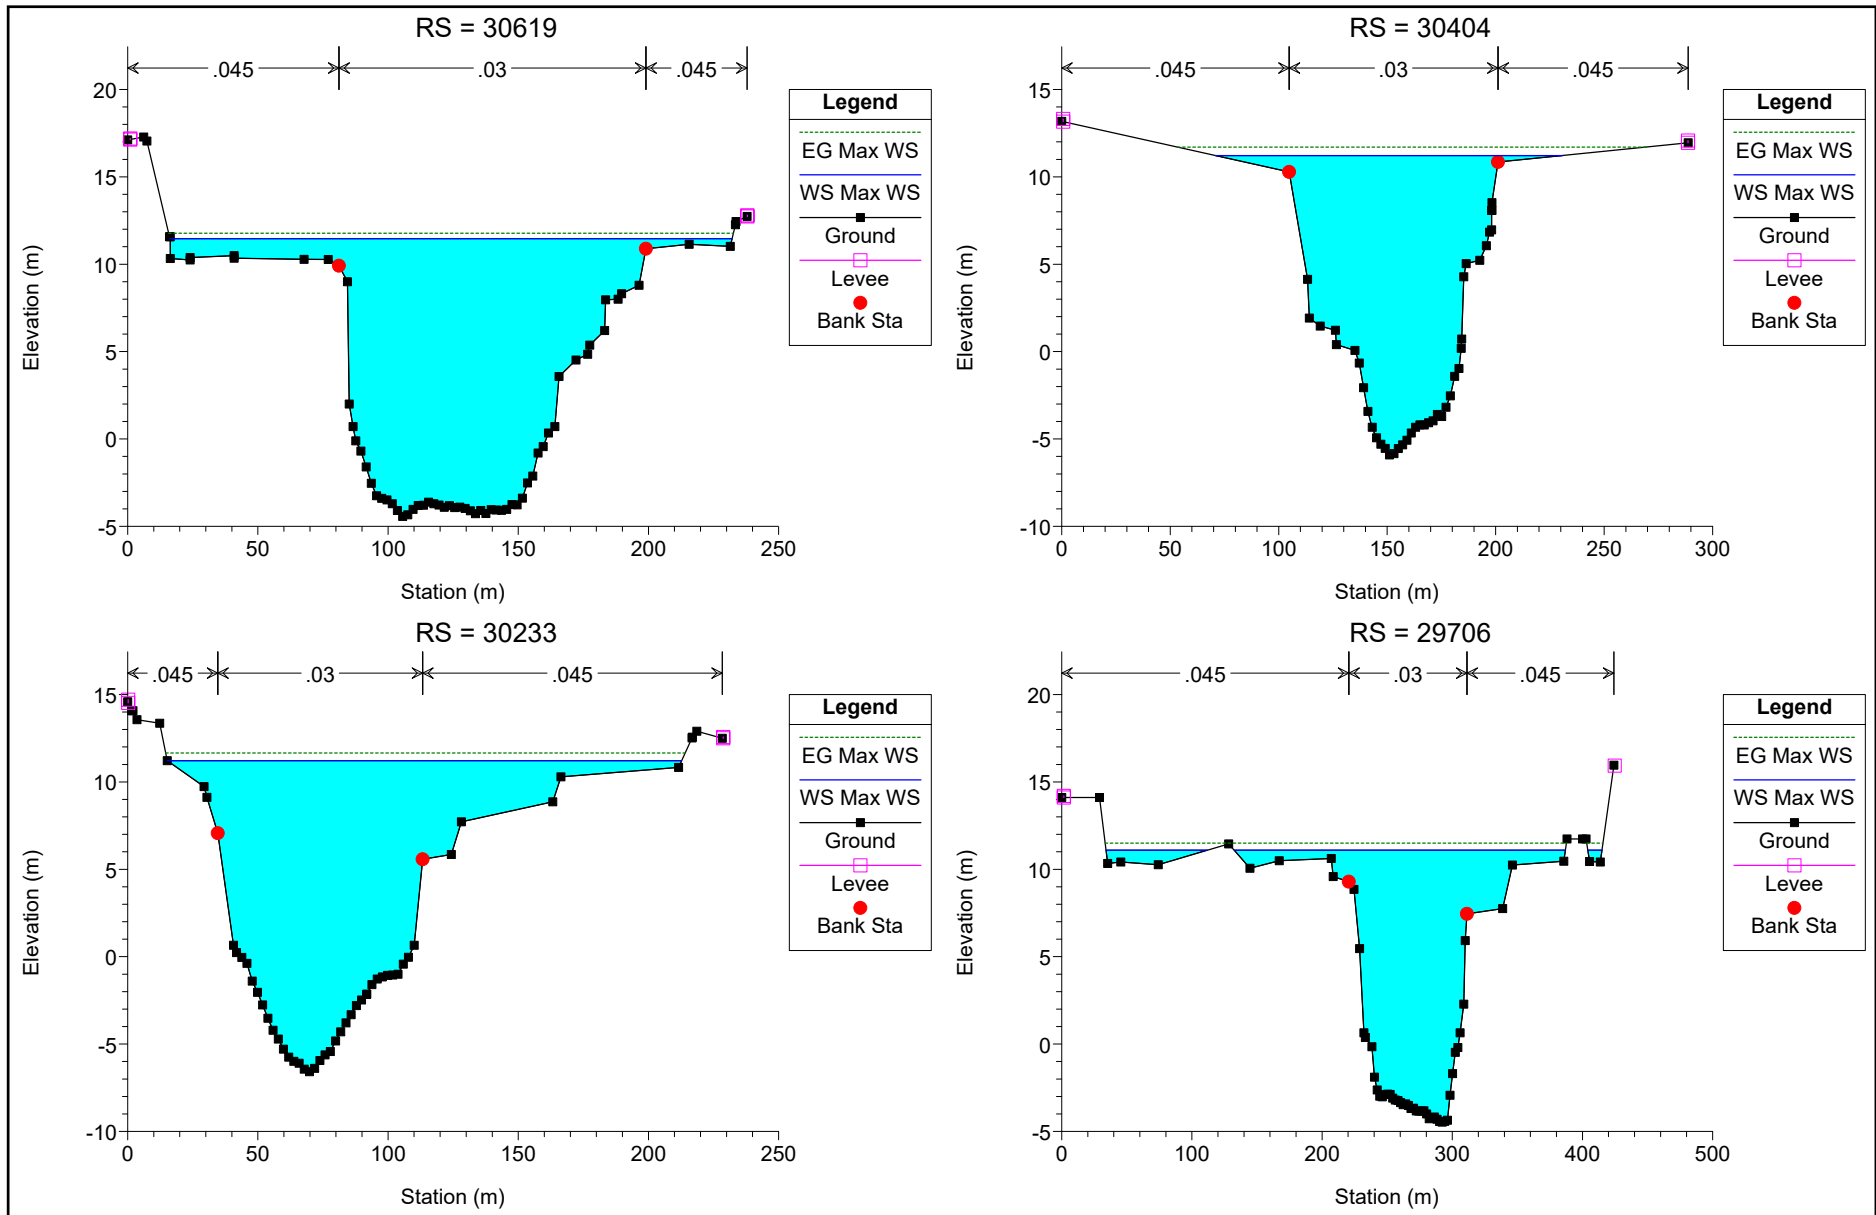 RS = 30619
.045
.03
.045
20
15
10
5
0
-5
0
50
100
150
200
250
Elevation (m)
Station (m)
Legend
EG Max WS
WS Max WS
Ground
Levee
Bank Sta
RS = 30404
.045
.03
.045
15
10
5
0
-5
-10
0
50
100
150
200
250
300
Elevation (m)
Station (m)
Legend
EG Max WS
WS Max WS
Ground
Levee
Bank Sta
RS = 30233
.045
.03
.045
15
10
5
0
-5
-10
0
50
100
150
200
250
Elevation (m)
Station (m)
Legend
EG Max WS
WS Max WS
Ground
Levee
Bank Sta
RS = 29706
.045
.03
.045
20
15
10
5
0
-5
0
100
200
300
400
500
Elevation (m)
Station (m)
Legend
EG Max WS
WS Max WS
Ground
Levee
Bank Sta